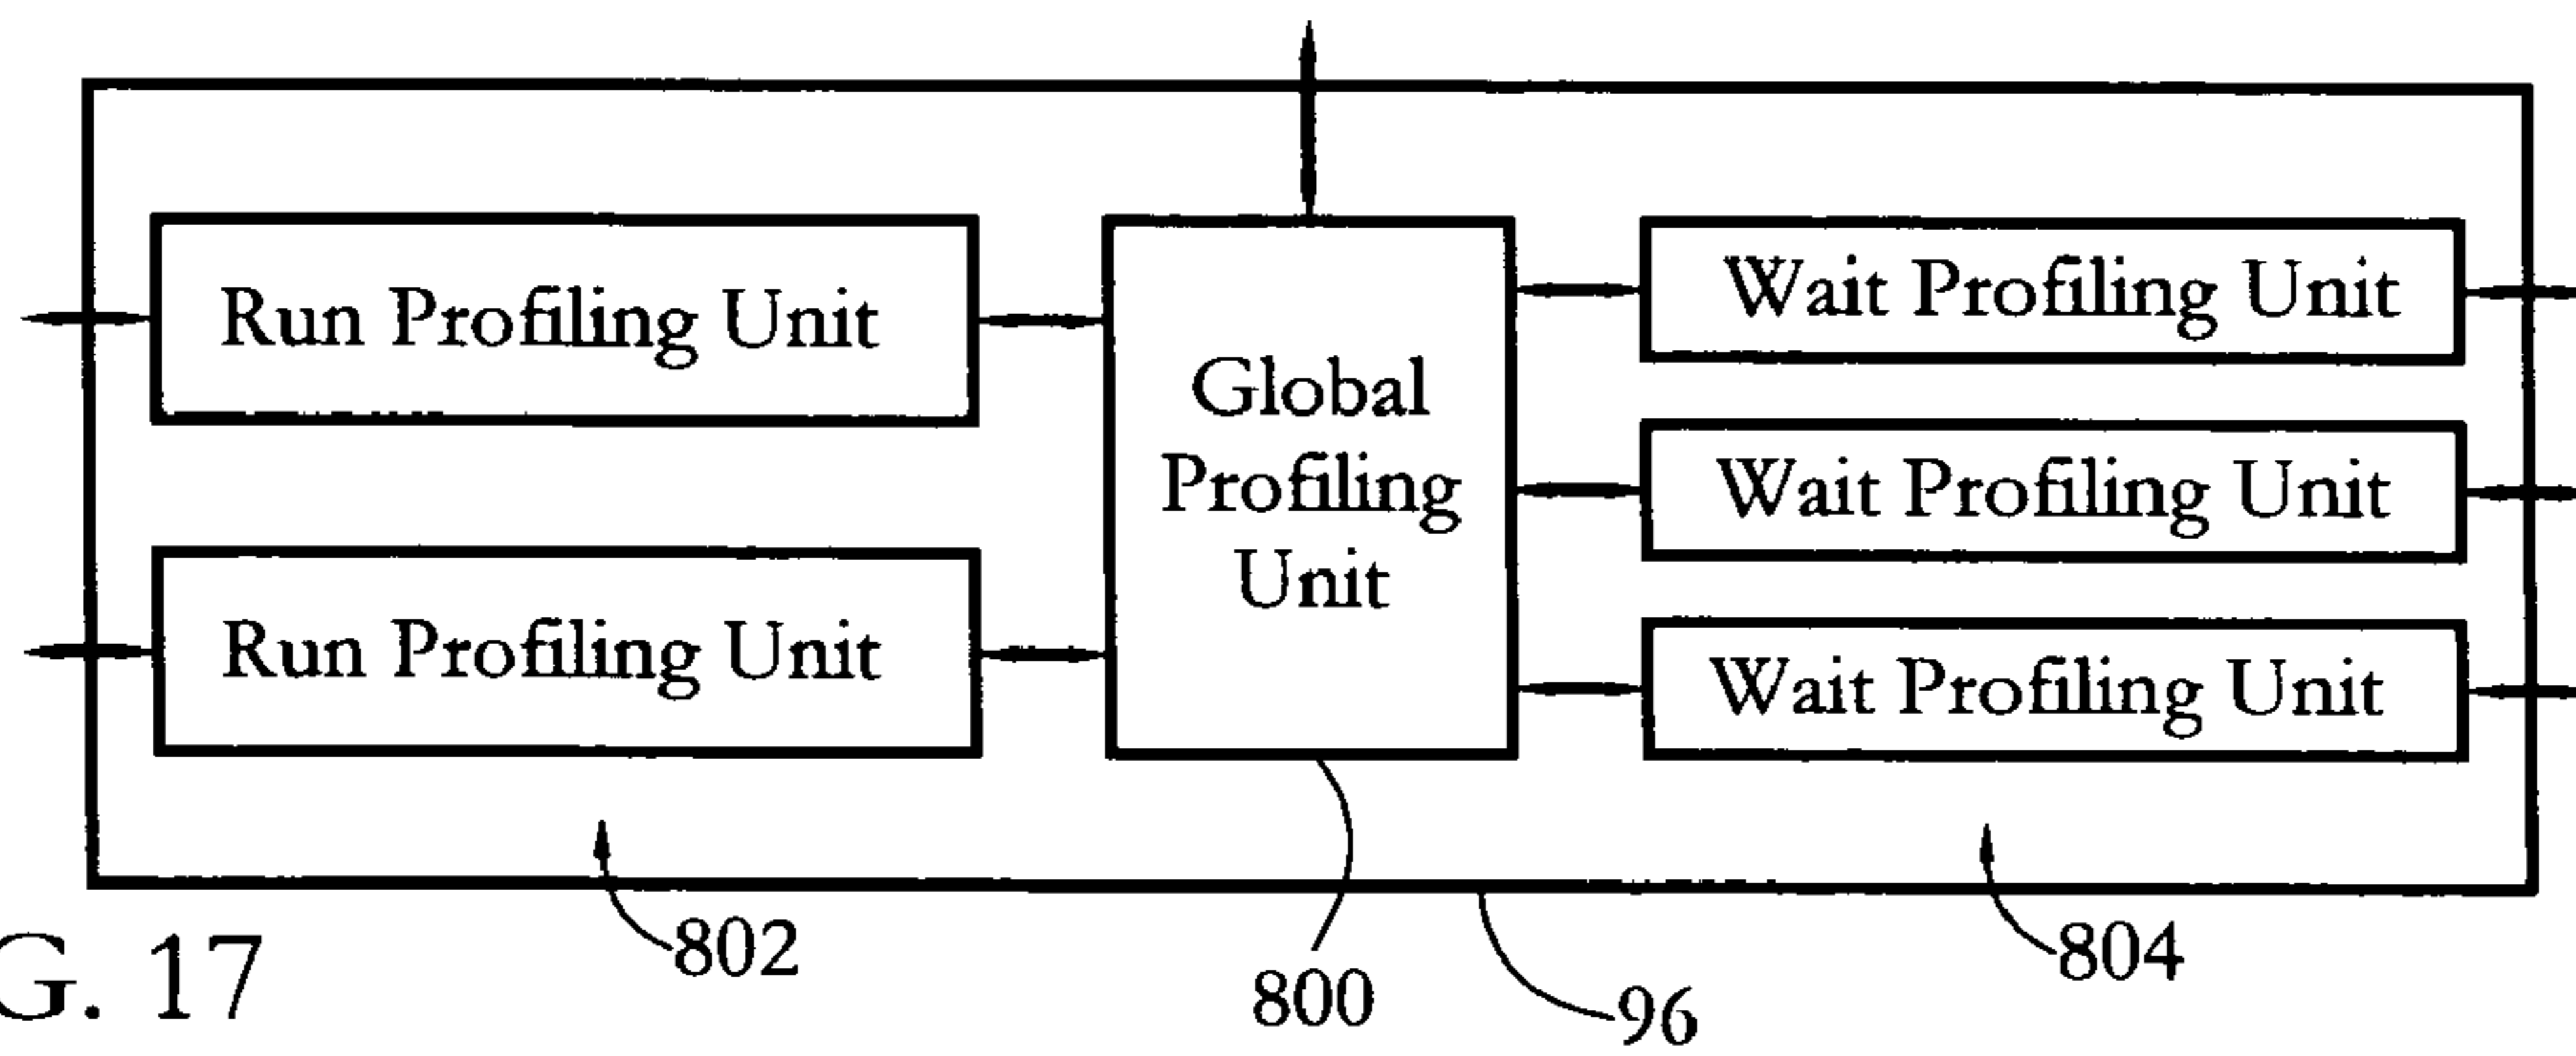 Run Profiling Unit
Run Profiling Unit
Global
Profiling
Unit
Wait Profiling Unit
Wait Profiling Unit
Wait Profiling Unit
802
800
96
804
G. 17